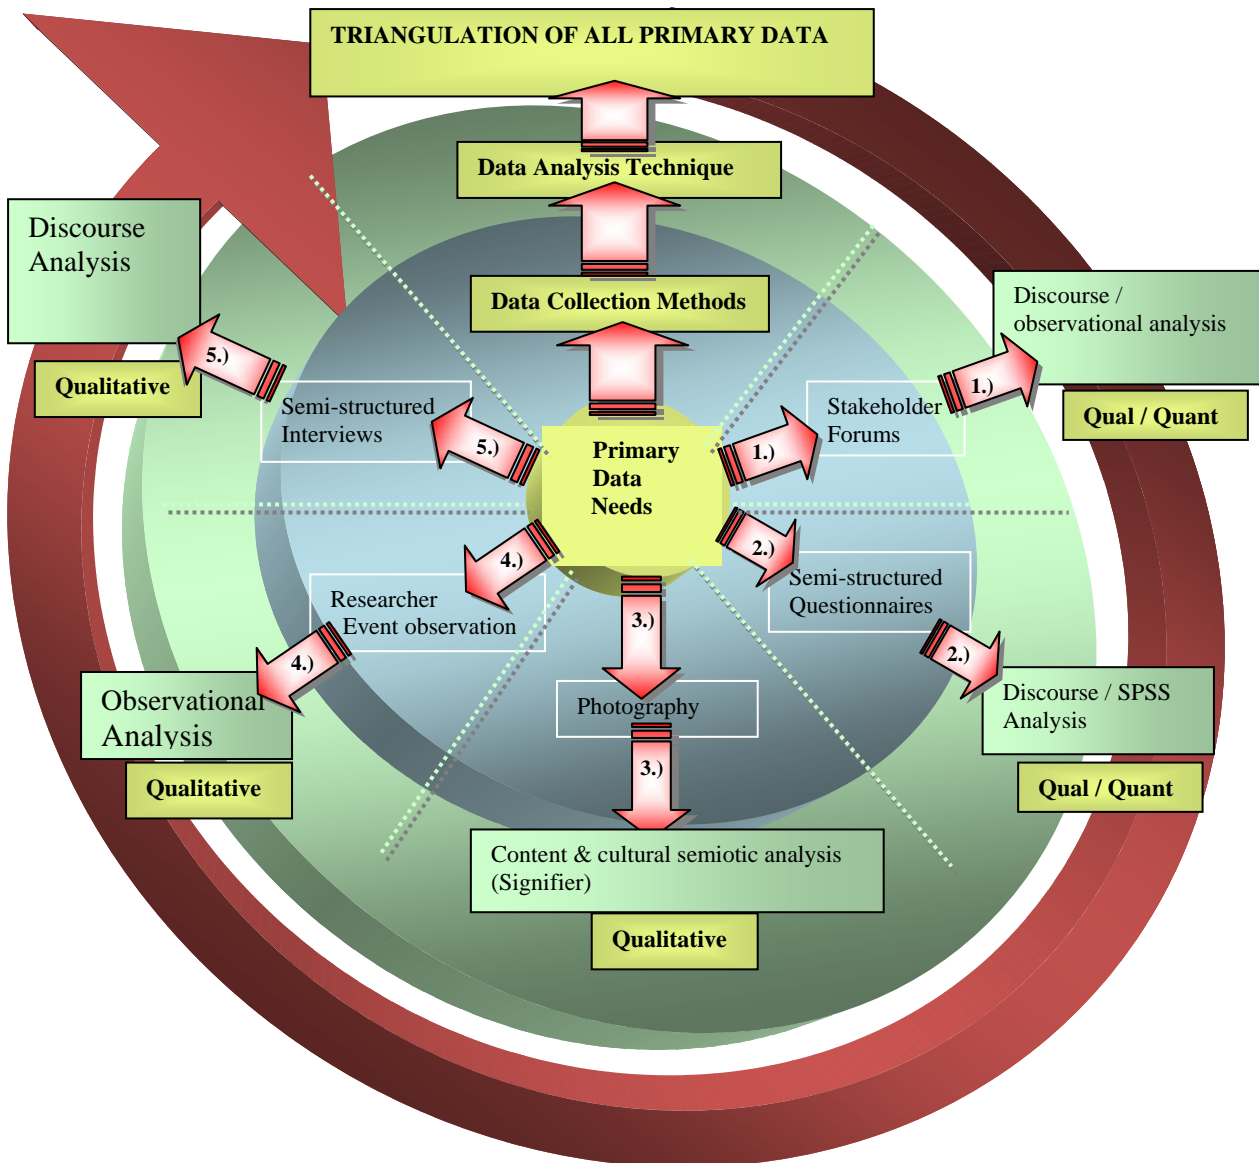 TRIANGULATION OF ALL PRIMARY DATA
Data Analysis Technique
Data Collection Methods
Primary
Data
Needs
1.)
Stakeholder
Forums
1.)
Discourse /
observational analysis
Qual / Quant
2.)
Semi-structured
Questionnaires
2.)
Discourse / SPSS
Analysis
Qual / Quant
3.)
Photography
3.)
Content & cultural semiotic analysis
(Signifier)
Qualitative
4.)
Researcher
Event observation
4.)
Observational
Analysis
Qualitative
5.)
Semi-structured
Interviews
5.)
Discourse
Analysis
Qualitative